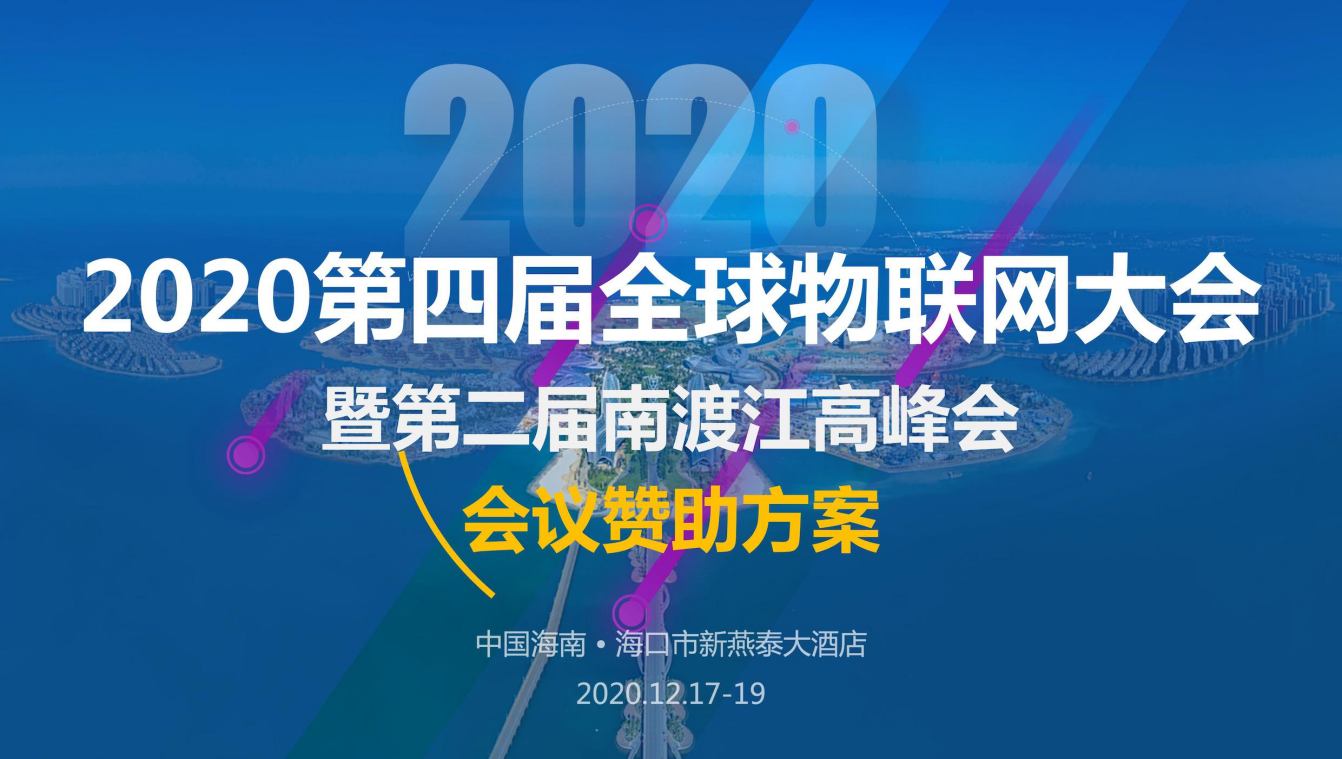 2020
2020第四届全球物联网大会
暨第二届南渡江高峰会
会议赞助方案
中国海南•海口市新燕泰大酒店
2020.12.17-19